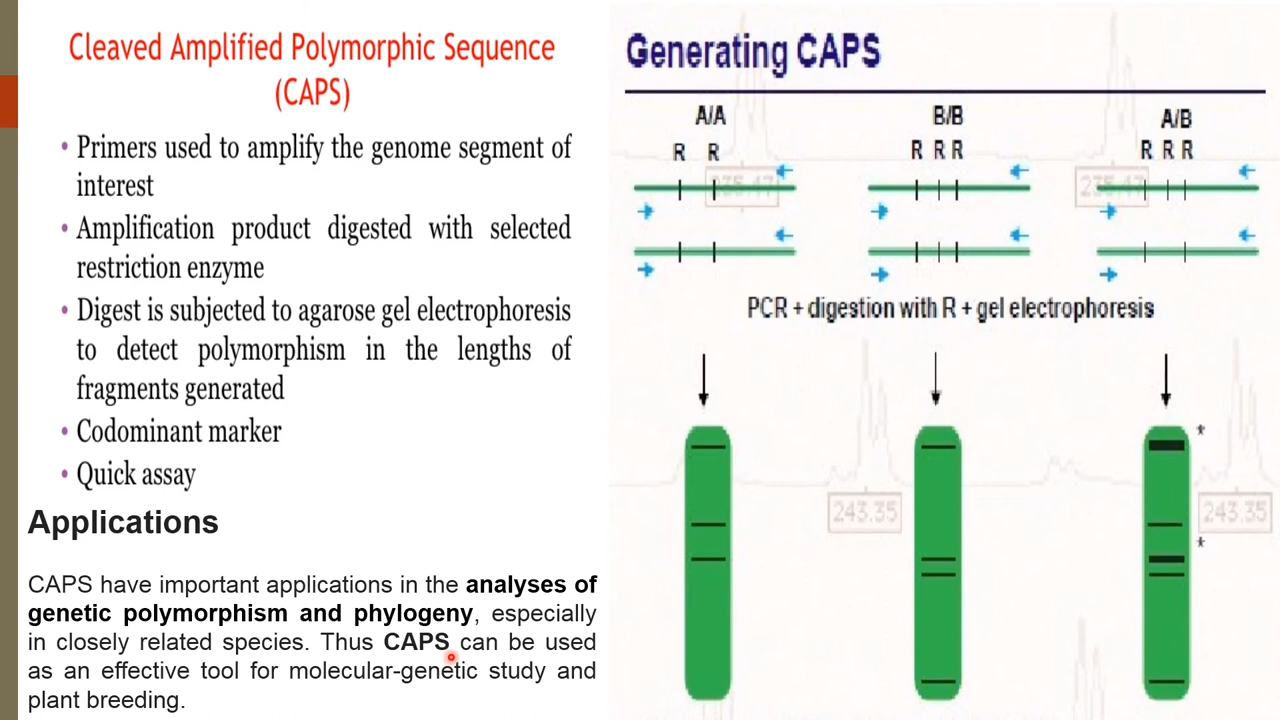 Cleaved Amplified Polymorphic Sequence
(CAPS)
• Primers used to amplify the genome segment of
interest
• Amplification product digested with selected
restriction enzyme
• Digest is subjected to agarose gel electrophoresis
to detect polymorphism in the lengths of
fragments generated
• Codominant marker
• Quick assay
Applications
CAPS have important applications in the analyses of
genetic polymorphism and phylogeny, especially
in closely related species. Thus CAPS can be used
as an effective tool for molecular-genetic study and
plant breeding.
Generating CAPS
A/A
B/B
A/B
R R
R R R
R R R
235.47
235.47
PCR + digestion with R + gel electrophoresis
*
243.35
243.35
*